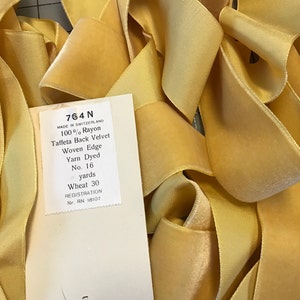 764 N
MADE IN SWITZERLAND
100% Rayon
Taffeta Back Velvet
Woven Edge
Yarn Dyed
No. 16
yards
Wheat 30
REGISTRATION
Nr. RN 18107